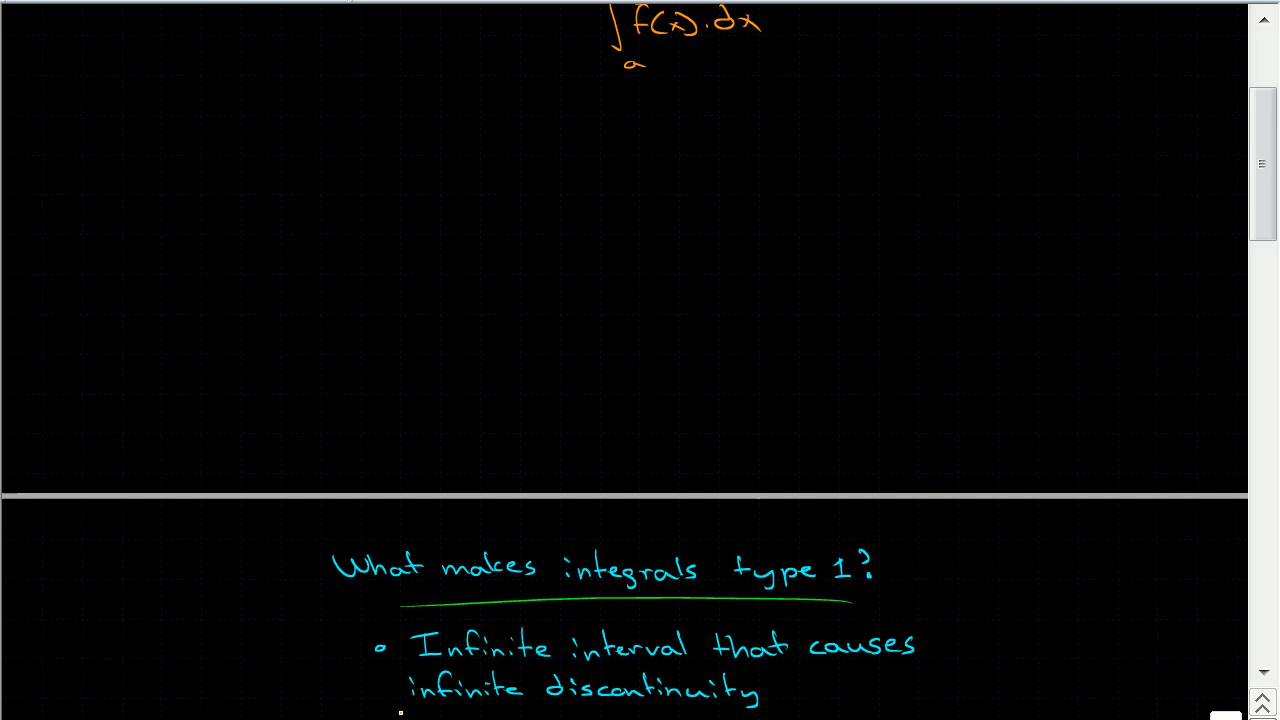 ∫ f(x).dx
a
What makes integrals type 1?
• Infinite interval that causes
infinite discontinuity